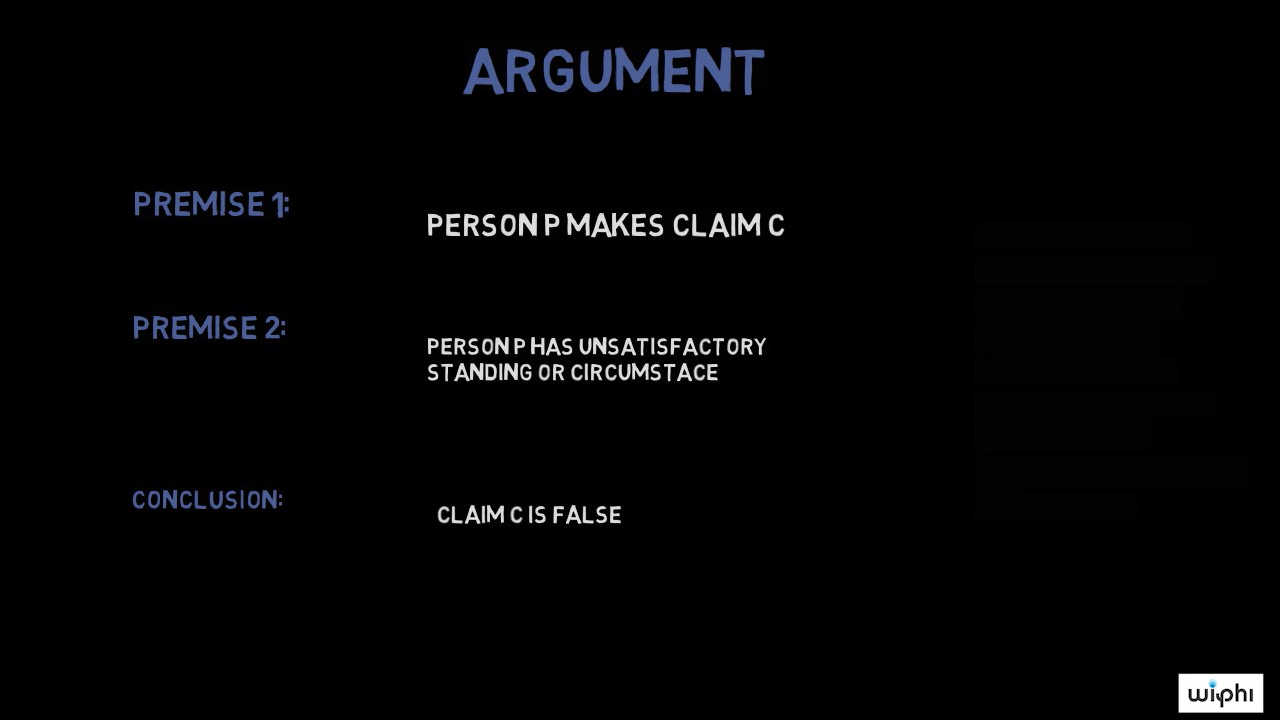 ARGUMENT
PREMISE 1:
PERSON P MAKES CLAIM C
PREMISE 2:
PERSON P HAS UNSATISFACTORY
STANDING OR CIRCUMSTACE
CONCLUSION:
CLAIM C IS FALSE
wiphi